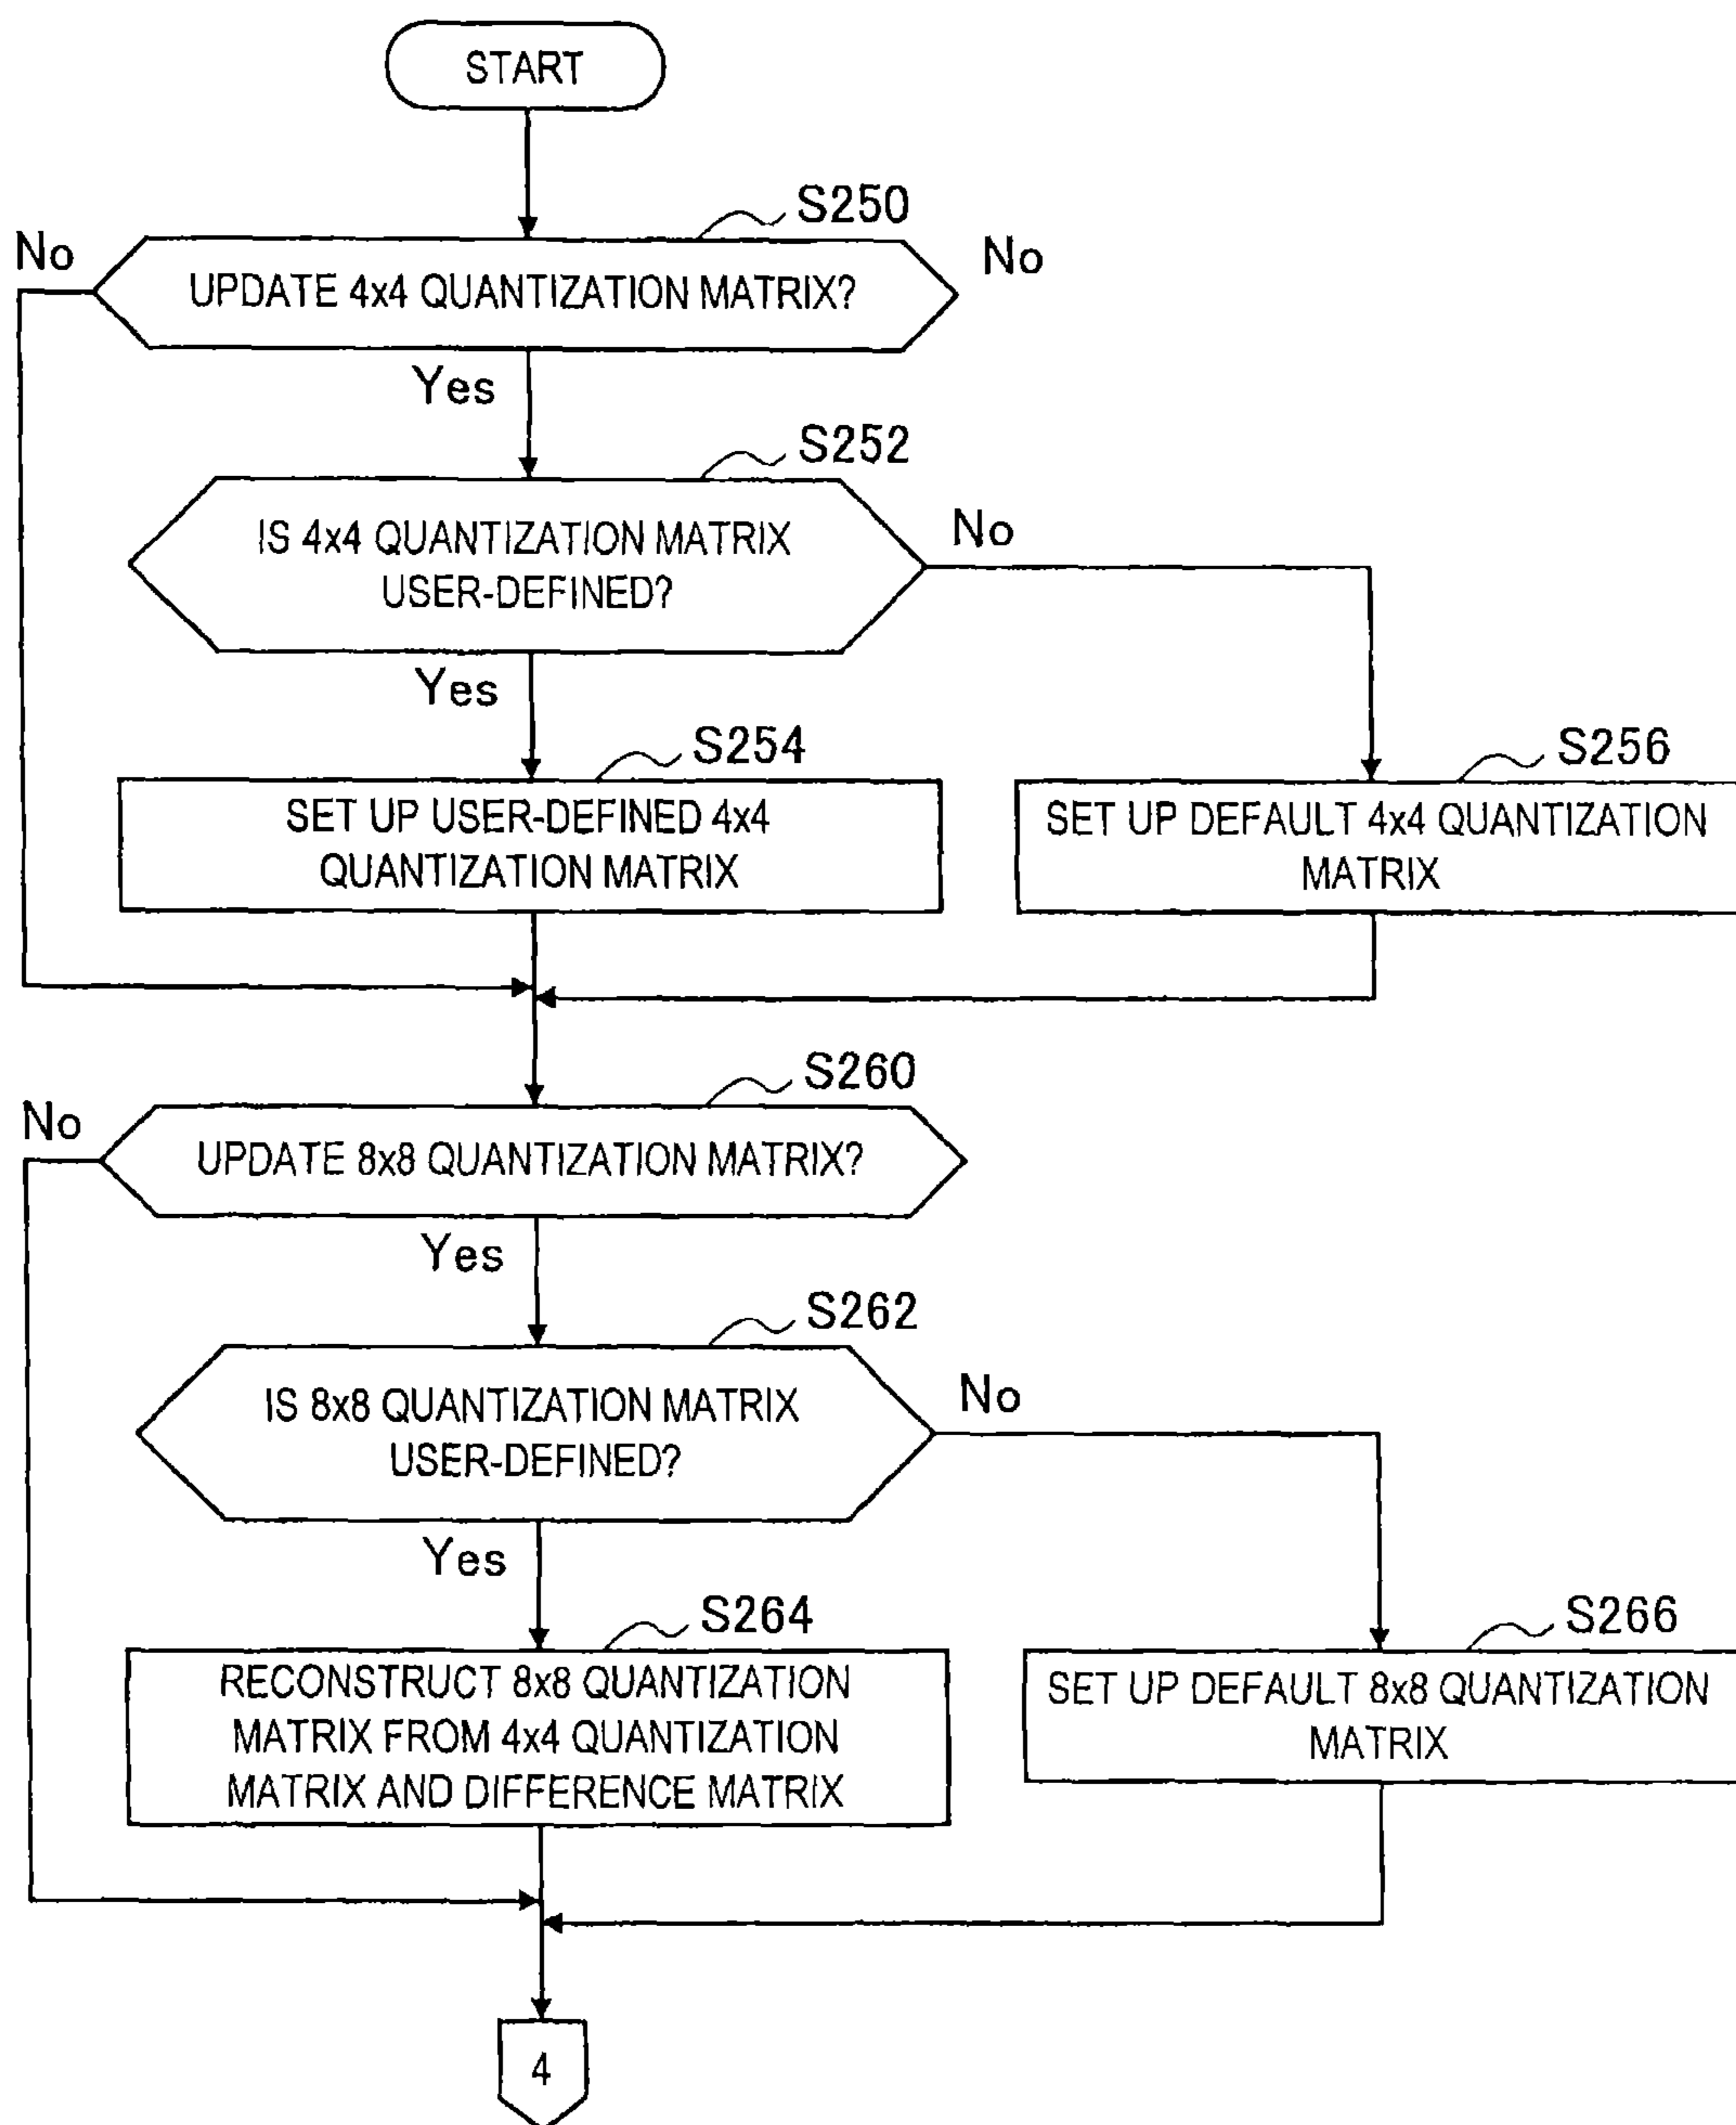 START
S250
No
No
UPDATE 4x4 QUANTIZATION MATRIX?
Yes
S252
IS 4x4 QUANTIZATION MATRIX
USER-DEFINED?
No
Yes
S254
S256
SET UP USER-DEFINED 4x4
QUANTIZATION MATRIX
SET UP DEFAULT 4x4 QUANTIZATION
MATRIX
S260
No
UPDATE 8x8 QUANTIZATION MATRIX?
Yes
S262
IS 8x8 QUANTIZATION MATRIX
USER-DEFINED?
No
Yes
S264
S266
RECONSTRUCT 8x8 QUANTIZATION
MATRIX FROM 4x4 QUANTIZATION
MATRIX AND DIFFERENCE MATRIX
SET UP DEFAULT 8x8 QUANTIZATION
MATRIX
4